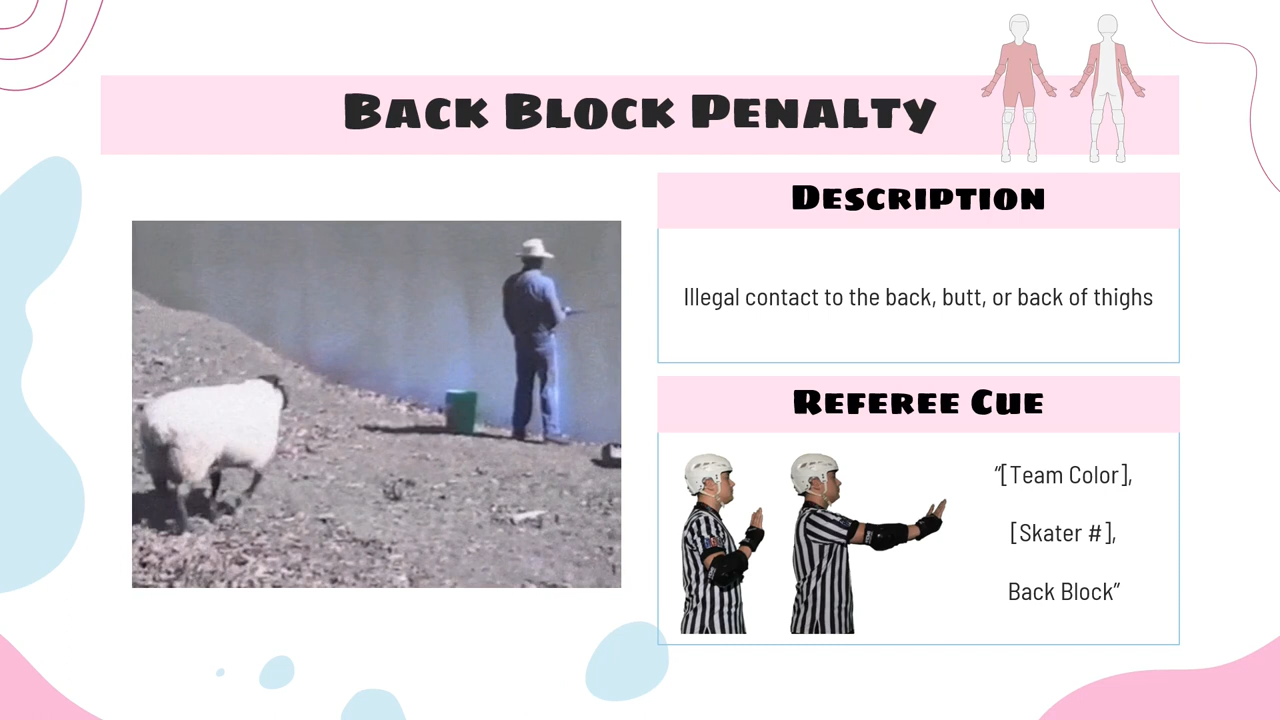 Back Block Penalty
Description
Illegal contact to the back, butt, or back of thighs
Referee Cue
“[Team Color],
[Skater #],
Back Block”